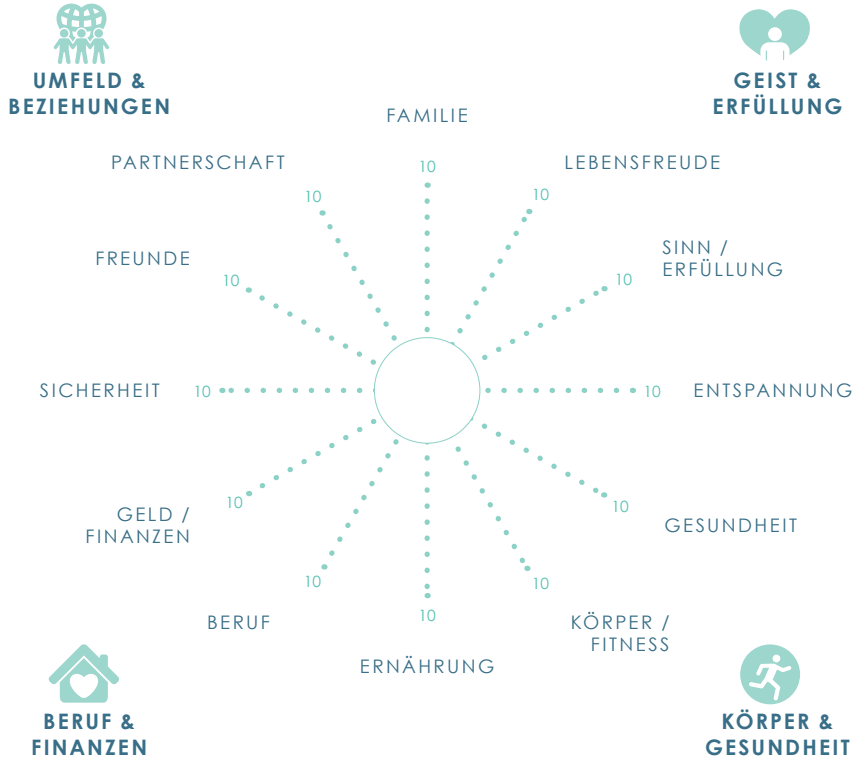 UMFELD &
BEZIEHUNGEN
GEIST &
ERFÜLLUNG
FAMILIE
10
PARTNERSCHAFT
10
LEBENSFREUDE
10
FREUNDE
10
SINN /
ERFÜLLUNG
10
SICHERHEIT
10
10
ENTSPANNUNG
GELD /
FINANZEN
10
10
GESUNDHEIT
BERUF
10
10
ERNÄHRUNG
10
KÖRPER /
FITNESS
BERUF &
FINANZEN
KÖRPER &
GESUNDHEIT